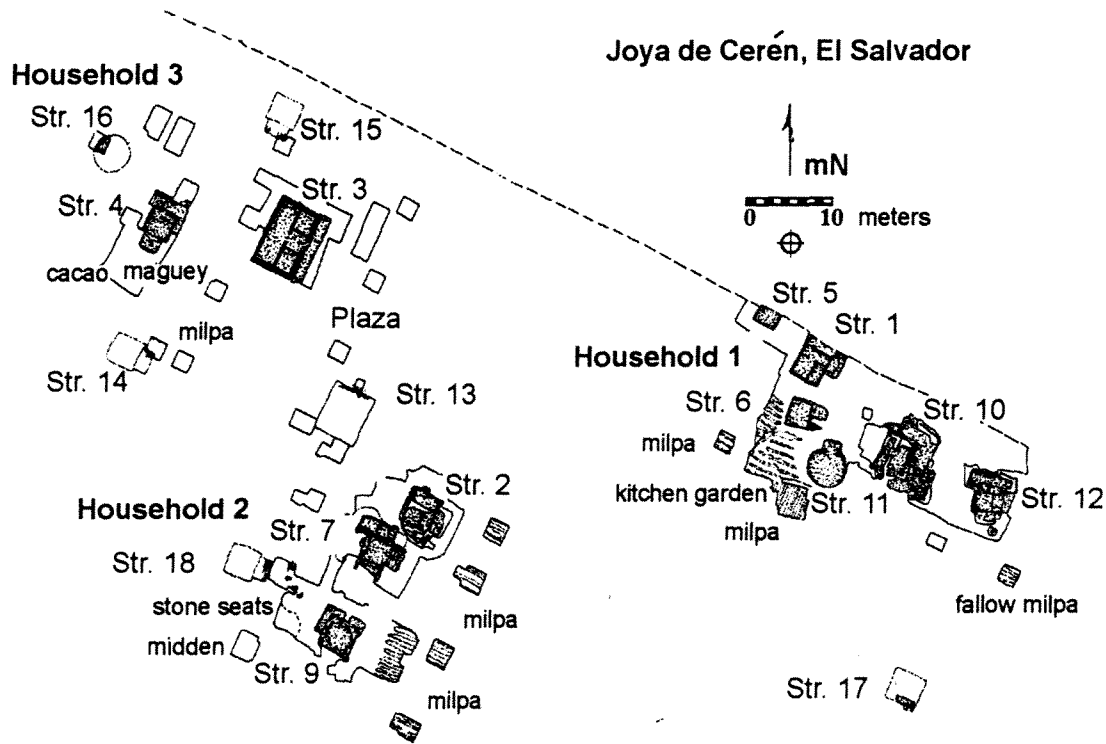 Joya de Cerén, El Salvador
Household 3
Str. 16
Str. 15
mN
Str. 3
Str. 4
0 10 meters
cacao maguey
Str. 5
milpa
Plaza
Str. 1
Household 1
Str. 14
Str. 13
Str. 6
Str. 10
milpa
Str. 2
kitchen garden
Str. 11
Str. 12
Household 2
Str. 7
milpa
Str. 18
stone seats
milpa
fallow milpa
midden
Str. 9
milpa
Str. 17